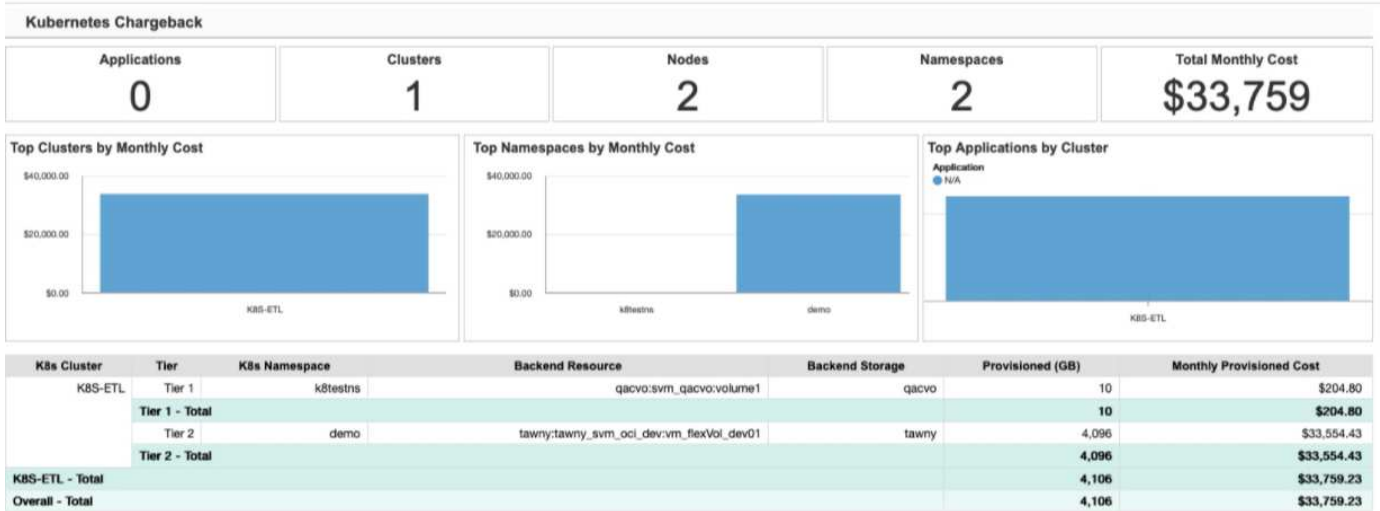 Kubernetes Chargeback
Applications
0
Clusters
1
Nodes
2
Namespaces
2
Total Monthly Cost
$33,759
Top Clusters by Monthly Cost
$40,000.00
$20,000.00
$0.00
K8S-ETL
Top Namespaces by Monthly Cost
$40,000.00
$20,000.00
$0.00
k8testns
demo
Top Applications by Cluster
Application
N/A
K8S-ETL
K8s Cluster Tier K8s Namespace Backend Resource Backend Storage Provisioned (GB) Monthly Provisioned Cost
K8S-ETL Tier 1 k8testns qacvo:svm_qacvo:volume1 qacvo 10 $204.80
Tier 1 - Total 10 $204.80
Tier 2 demo tawny:tawny_svm_oci_dev:vm_flexVol_dev01 tawny 4,096 $33,554.43
Tier 2 - Total 4,096 $33,554.43
K8S-ETL - Total 4,106 $33,759.23
Overall - Total 4,106 $33,759.23